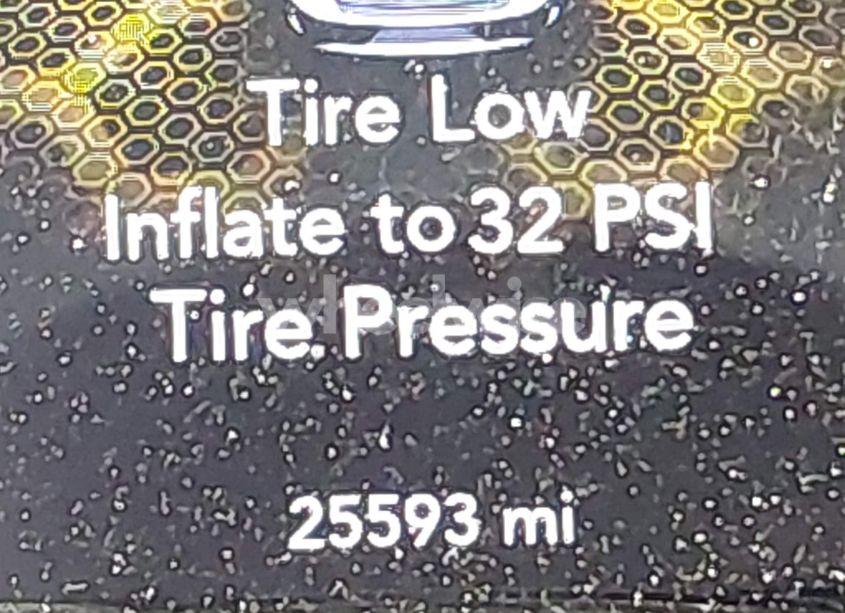 Tire Low
Inflate to 32 PSI
Tire Pressure
25593 mi